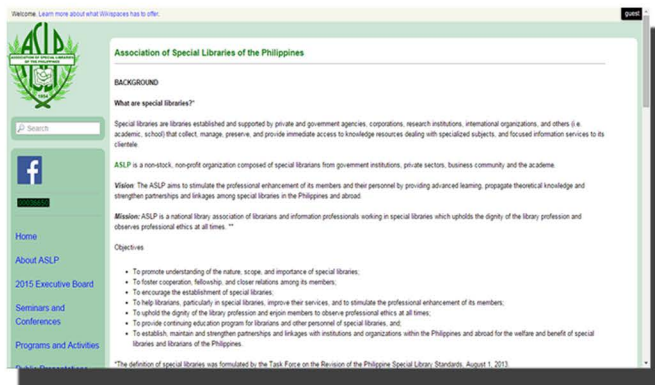 Welcome. Learn more about what Wikispaces has to offer.
guest
ASLP
ASSOCIATION OF SPECIAL LIBRARIES
OF THE PHILIPPINES
1954
Search
Home
About ASLP
2015 Executive Board
Seminars and
Conferences
Programs and Activities
Association of Special Libraries of the Philippines
BACKGROUND
What are special libraries?*
Special libraries are libraries established and supported by private and government agencies, corporations, research institutions, international organizations, and others (i.e.
academic, school) that collect, manage, preserve, and provide immediate access to knowledge resources dealing with specialized subjects, and focused information services to its
clientele.
ASLP is a non-stock, non-profit organization composed of special librarians from government institutions, private sectors, business community and the academe.
Vision: The ASLP aims to stimulate the professional enhancement of its members and their personnel by providing advanced learning, propagate theoretical knowledge and
strengthen partnerships and linkages among special libraries in the Philippines and abroad.
Mission: ASLP is a national library association of librarians and information professionals working in special libraries which upholds the dignity of the library profession and
observes professional ethics at all times. **
Objectives
• To promote understanding of the nature, scope, and importance of special libraries;
• To foster cooperation, fellowship, and closer relations among its members;
• To encourage the establishment of special libraries;
• To help librarians, particularly in special libraries, improve their services, and to stimulate the professional enhancement of its members;
• To uphold the dignity of the library profession and enjoin members to observe professional ethics at all times;
• To provide continuing education program for librarians and other personnel of special libraries, and;
• To establish, maintain and strengthen partnerships and linkages with institutions and organizations within the Philippines and abroad for the welfare and benefit of special
libraries and librarians of the Philippines.
*The definition of special libraries was formulated by the Task Force on the Revision of the Philippine Special Library Standards, August 1, 2013.